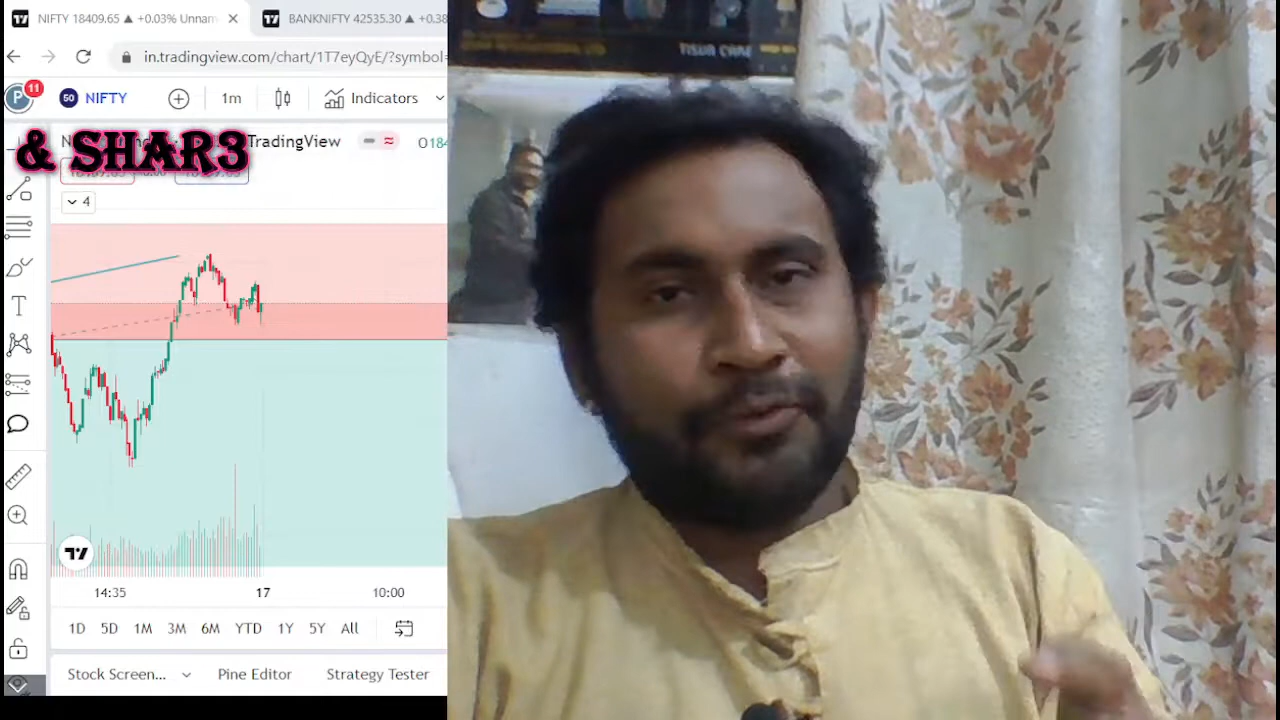 NIFTY 18409.65 ▲ +0.03% Unnam
BANKNIFTY 42535.30 ▲ +0.38
in.tradingview.com/chart/1T7eyQyE/?symbol=
P 11
50 NIFTY 1m Indicators
TradingView O184
& SHAR3
4
14:35 17 10:00
1D 5D 1M 3M 6M YTD 1Y 5Y All
Stock Screen... Pine Editor Strategy Tester